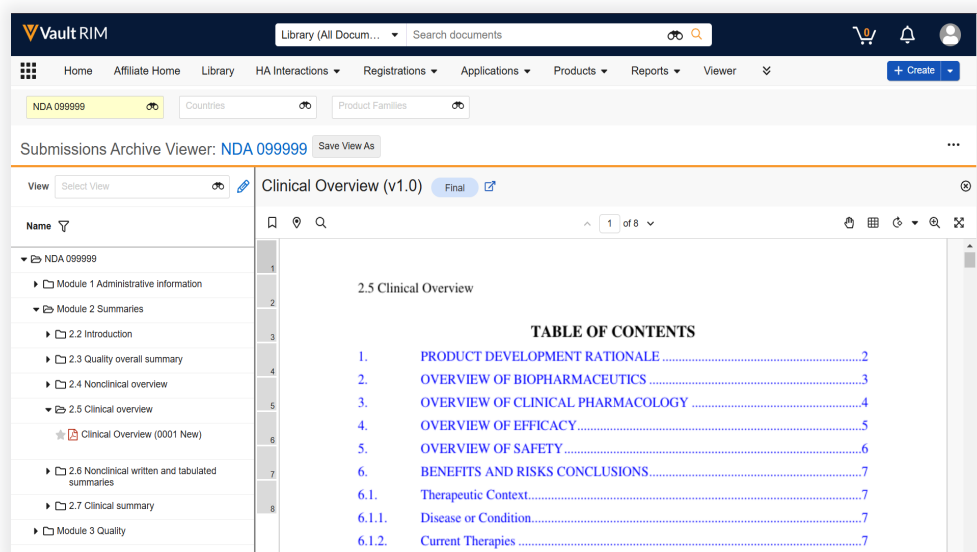 Vault RIM
Library (All Docum... Search documents
0
Home Affiliate Home Library HA Interactions Registrations Applications Products Reports Viewer + Create
NDA 099999 Countries Product Families
Submissions Archive Viewer: NDA 099999 Save View As ...
View Select View
Clinical Overview (v1.0) Final
Name
1 of 8
NDA 099999
Module 1 Administrative information
Module 2 Summaries
2.2 Introduction
2.3 Quality overall summary
2.4 Nonclinical overview
2.5 Clinical overview
Clinical Overview (0001 New)
2.6 Nonclinical written and tabulated
summaries
2.7 Clinical summary
Module 3 Quality
1
2
3
4
5
6
7
8
2.5 Clinical Overview
TABLE OF CONTENTS
1. PRODUCT DEVELOPMENT RATIONALE ................................................2
2. OVERVIEW OF BIOPHARMACEUTICS ....................................................3
3. OVERVIEW OF CLINICAL PHARMACOLOGY .........................................4
4. OVERVIEW OF EFFICACY.....................................................................5
5. OVERVIEW OF SAFETY........................................................................6
6. BENEFITS AND RISKS CONCLUSIONS...................................................7
6.1. Therapeutic Context.................................................................................7
6.1.1. Disease or Condition................................................................................7
6.1.2. Current Therapies ....................................................................................7